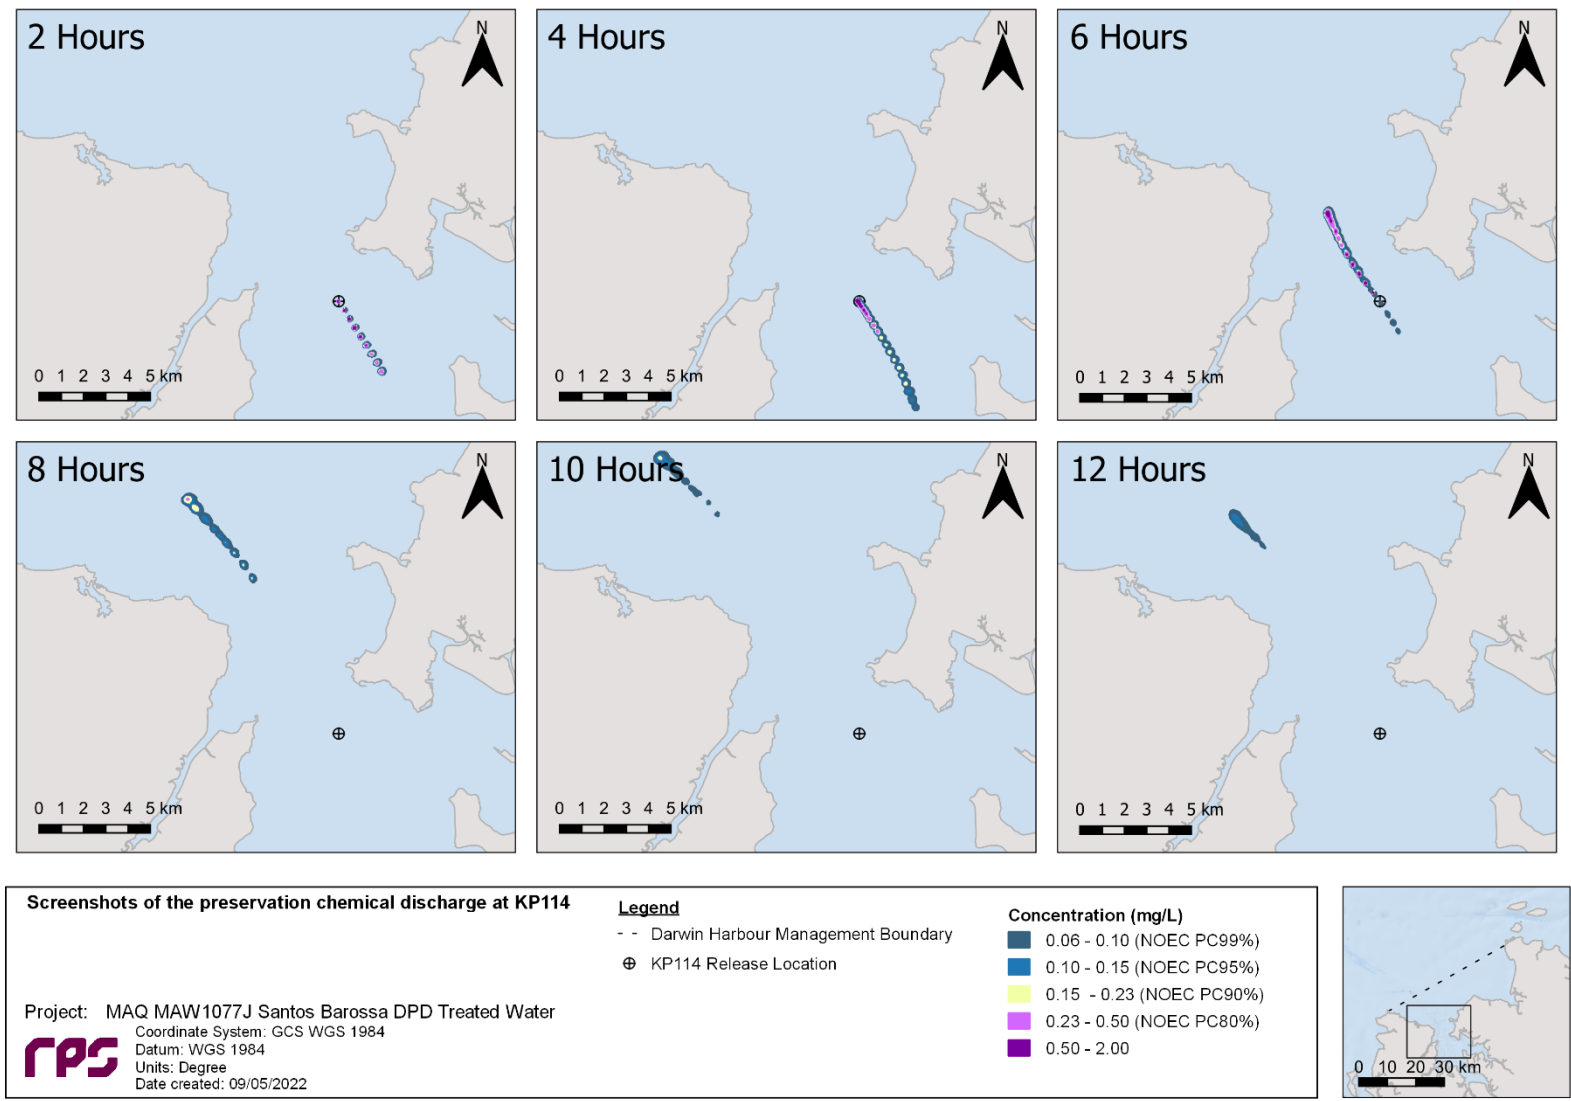 2 Hours
N
0 1 2 3 4 5 km
4 Hours
N
0 1 2 3 4 5 km
6 Hours
N
0 1 2 3 4 5 km
8 Hours
N
0 1 2 3 4 5 km
10 Hours
N
0 1 2 3 4 5 km
12 Hours
N
0 1 2 3 4 5 km
Screenshots of the preservation chemical discharge at KP114
Legend
Darwin Harbour Management Boundary
KP114 Release Location
Concentration (mg/L)
0.06 - 0.10 (NOEC PC99%)
0.10 - 0.15 (NOEC PC95%)
0.15 - 0.23 (NOEC PC90%)
0.23 - 0.50 (NOEC PC80%)
0.50 - 2.00
Project: MAQ MAW1077J Santos Barossa DPD Treated Water
rps
Coordinate System: GCS WGS 1984
Datum: WGS 1984
Units: Degree
Date created: 09/05/2022
0 10 20 30 km